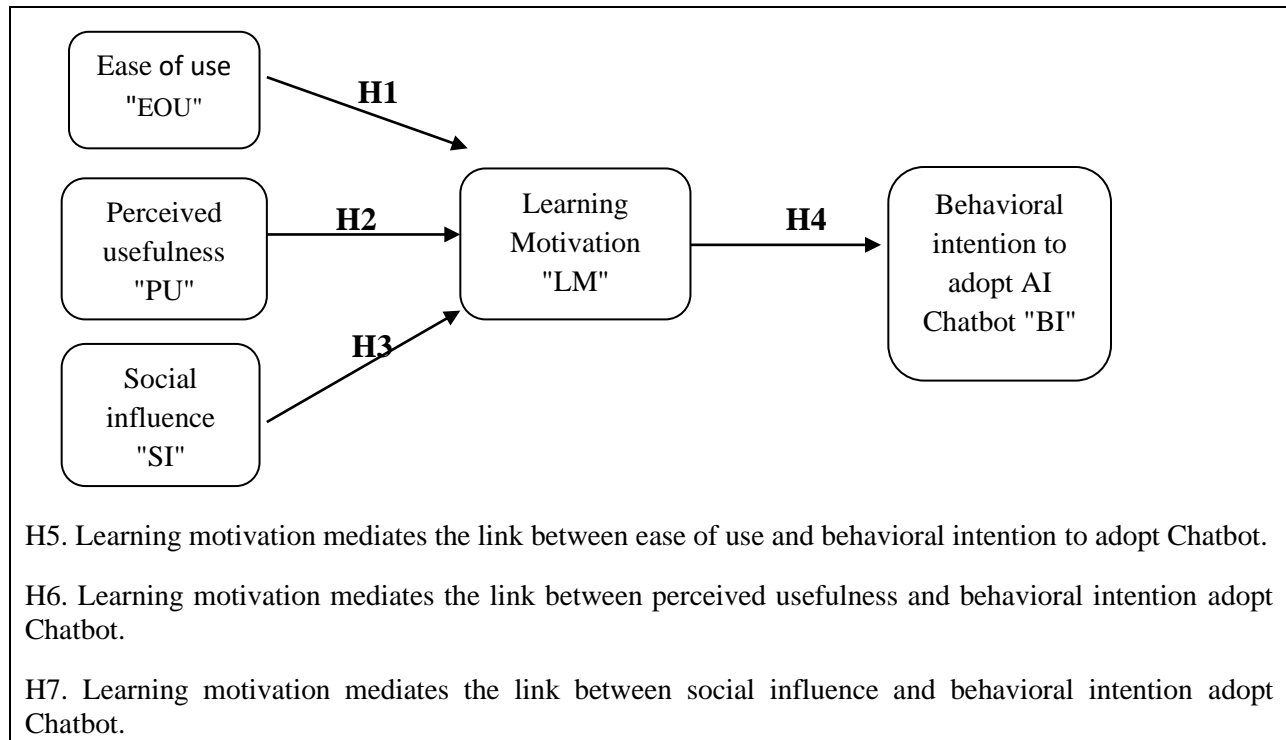 Ease of use
"EOU"
H1
Perceived
usefulness
"PU"
H2
Learning
Motivation
"LM"
H4
Behavioral
intention to
adopt AI
Chatbot "BI"
H3
Social
influence
"SI"
H5. Learning motivation mediates the link between ease of use and behavioral intention to adopt Chatbot.
H6. Learning motivation mediates the link between perceived usefulness and behavioral intention adopt
Chatbot.
H7. Learning motivation mediates the link between social influence and behavioral intention adopt
Chatbot.